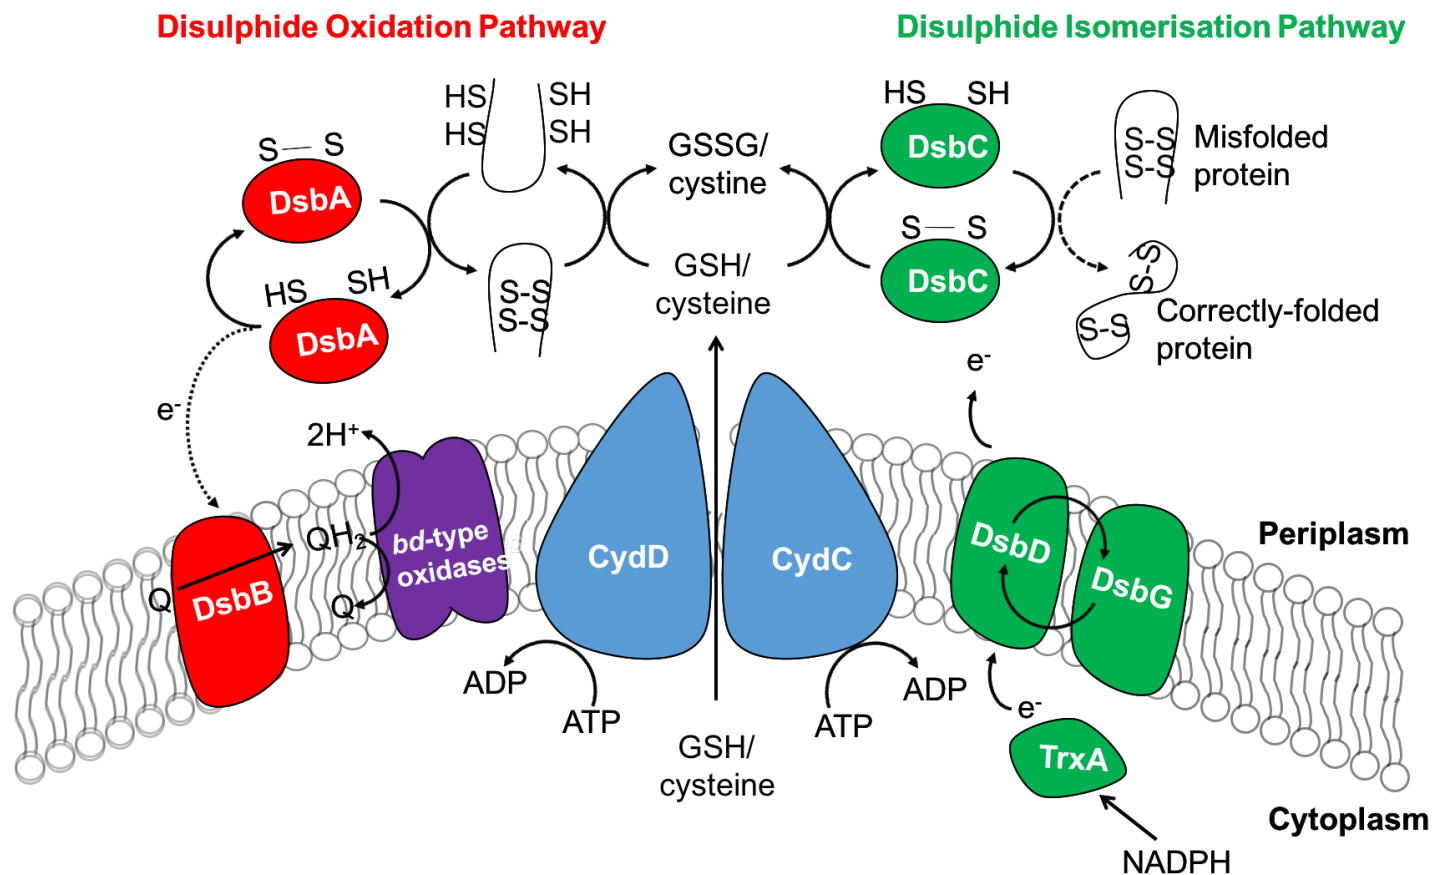 Disulphide Oxidation Pathway
Disulphide Isomerisation Pathway
HS SH
HS SH
S — S
DsbA
HS SH
DsbA
S-S
S-S
GSSG/
cystine
GSH/
cysteine
HS SH
DsbC
S — S
DsbC
S-S
S-S
Misfolded
protein
S-S
S-S
Correctly-folded
protein
e-
e-
2H+
QH2
Q
Q
DsbB
bd-type
oxidases
CydD
CydC
DsbD
DsbG
Periplasm
ADP
ATP
ATP
ADP
GSH/
cysteine
e-
TrxA
NADPH
Cytoplasm